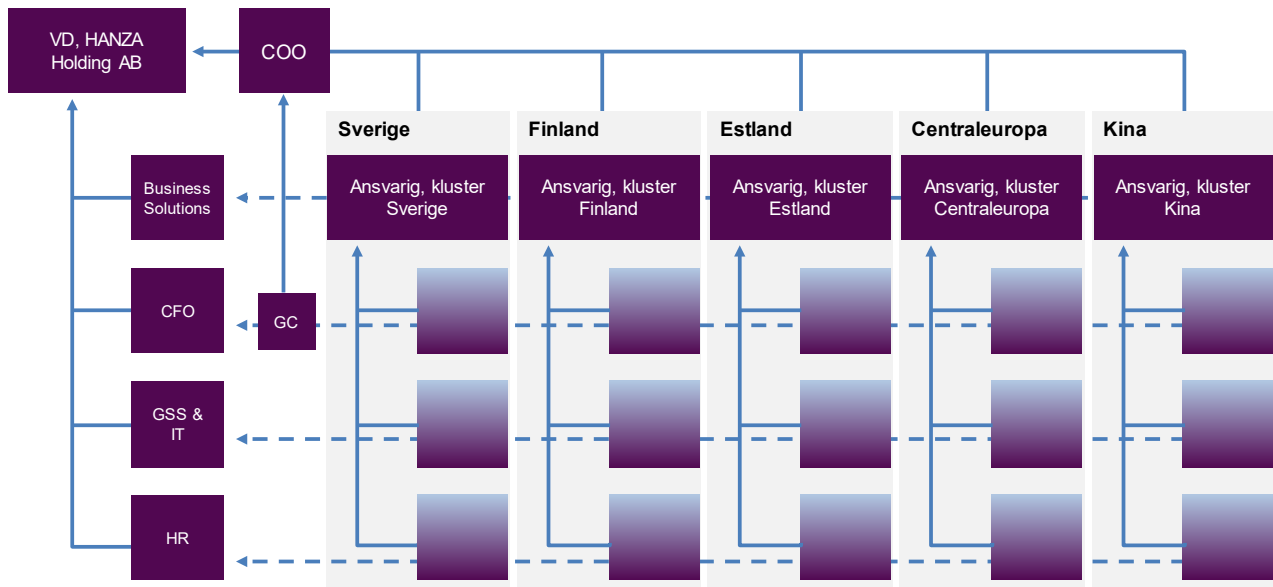 VD, HANZA
Holding AB
COO
Sverige
Finland
Estland
Centraleuropa
Kina
Business
Solutions
Ansvarig, kluster
Sverige
Ansvarig, kluster
Finland
Ansvarig, kluster
Estland
Ansvarig, kluster
Centraleuropa
Ansvarig, kluster
Kina
CFO
GC
GSS &
IT
HR